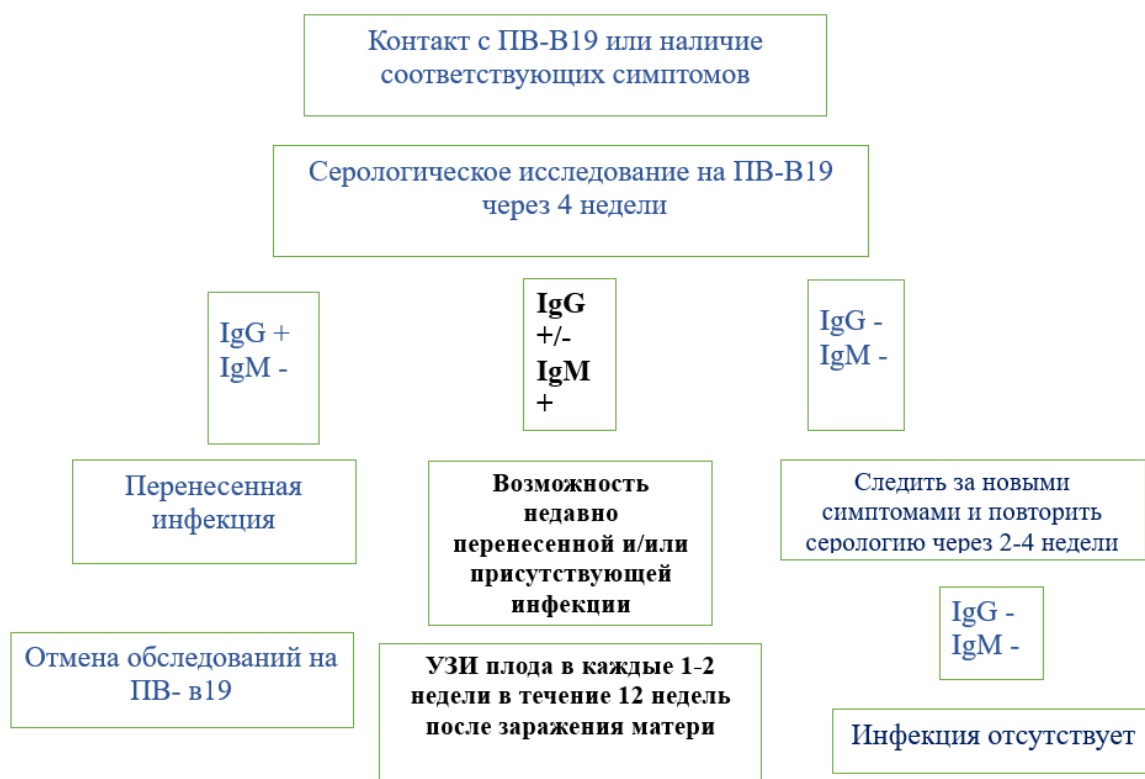 Контакт с ПВ-В19 или наличие
соответствующих симптомов
Серологическое исследование на ПВ-В19
через 4 недели
IgG +
IgM -
IgG
+/-
IgM
+
IgG -
IgM -
Перенесенная
инфекция
Возможность
недавно
перенесенной и/или
присутствующей
инфекции
Следить за новыми
симптомами и повторить
серологию через 2-4 недели
Отмена обследований на
ПВ- в19
УЗИ плода в каждые 1-2
недели в течение 12 недель
после заражения матери
IgG -
IgM -
Инфекция отсутствует